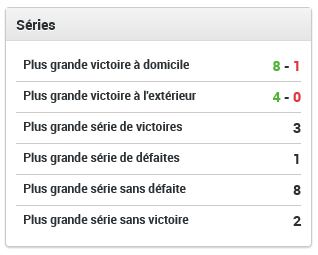 Séries
Plus grande victoire à domicile 8 - 1
Plus grande victoire à l'extérieur 4 - 0
Plus grande série de victoires 3
Plus grande série de défaites 1
Plus grande série sans défaite 8
Plus grande série sans victoire 2